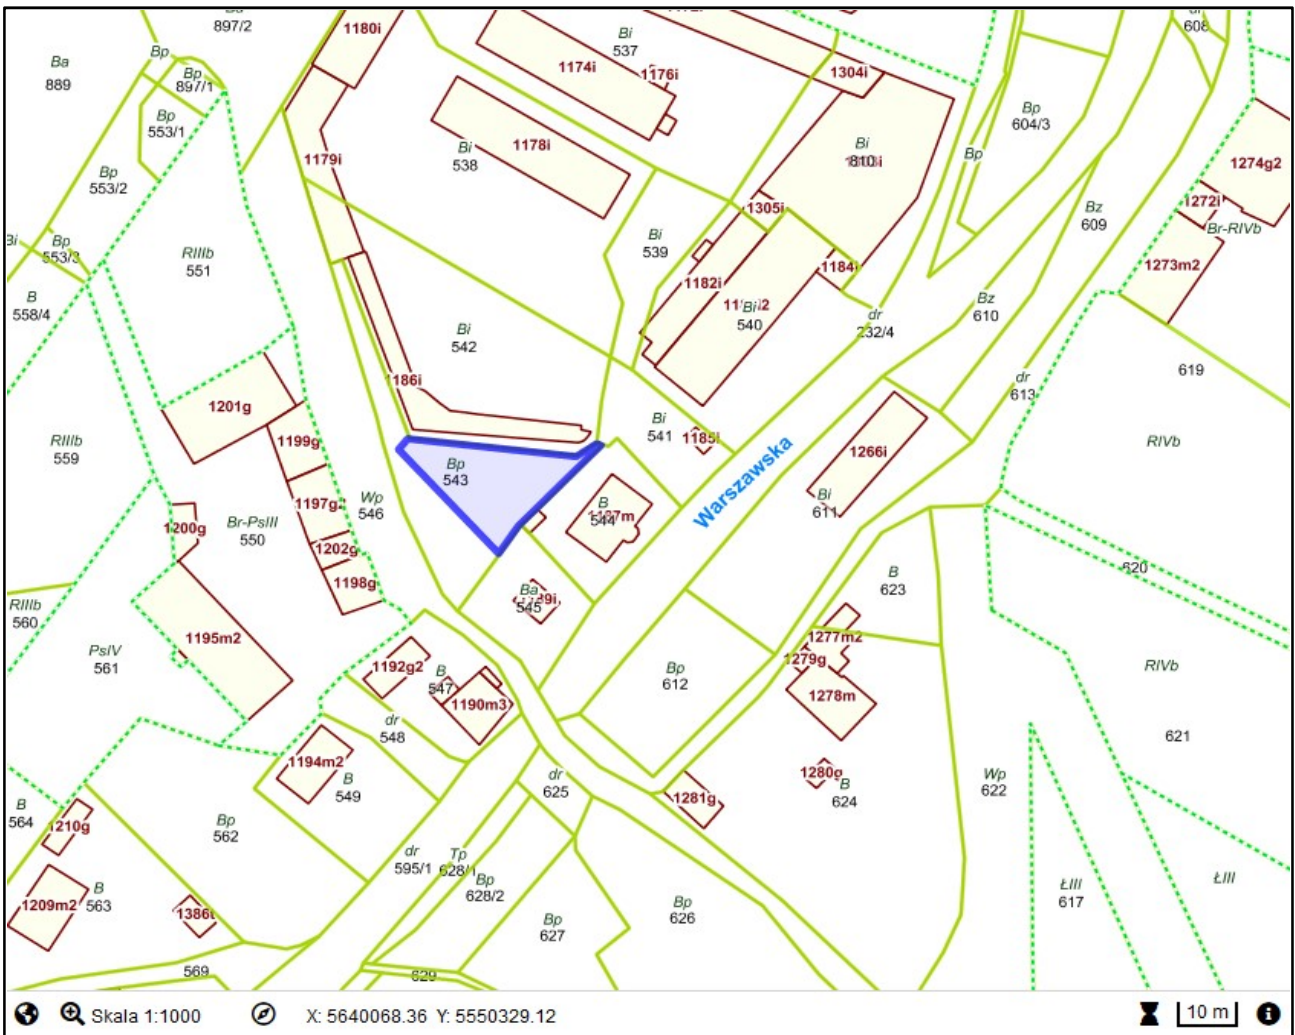 897/2
608
1180i
Bi
537
Ba
889
Bp
Bp
897/1
1174i
1176i
1304i
Bp
604/3
Bp
553/1
1178i
Bi
538
Bi
810
1179i
Bp
1274g2
Bp
553/2
1272i
1305i
Bz
609
Br-RIVb
Bi
Bp
553/3
RIIIb
551
Bi
539
1184i
1273m2
1182i
B
558/4
Bi
540
Bz
610
dr
232/4
Bi
542
619
dr
613
1186i
1201g
Bi
541
1185i
RIIIb
559
1199g
RIVb
1266i
Bp
543
Warszawska
Wp
546
1197g2
Bi
611
B
544
1200g
Br-PsIII
550
1202g
620
1198g
B
623
Ba
545
RIIIb
560
1277m2
1195m2
PsIV
561
1279g
RIVb
1192g2
B
547
Bp
612
1278m
1190m3
dr
548
621
1194m2
B
549
dr
625
1280g
B
624
Wp
622
1281g
B
564
1210g
Bp
562
dr
595/1
Tp
628/1
Bp
628/2
ŁIII
ŁIII
617
B
563
1209m2
1386t
Bp
626
Bp
627
569
629
Skala 1:1000
X: 5640068.36 Y: 5550329.12
10 m